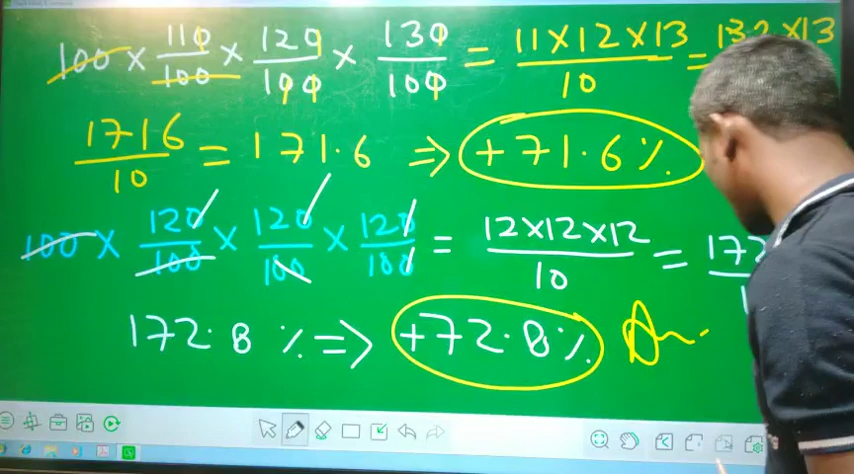 100 × 110/100 × 120/100 × 130/100 = 11×12×13/10 = 132×13
1716/10 = 171.6 ⇒ +71.6%
100 × 120/100 × 120/100 × 120/100 = 12×12×12/10 = 172
172.8 % ⇒ +72.8%